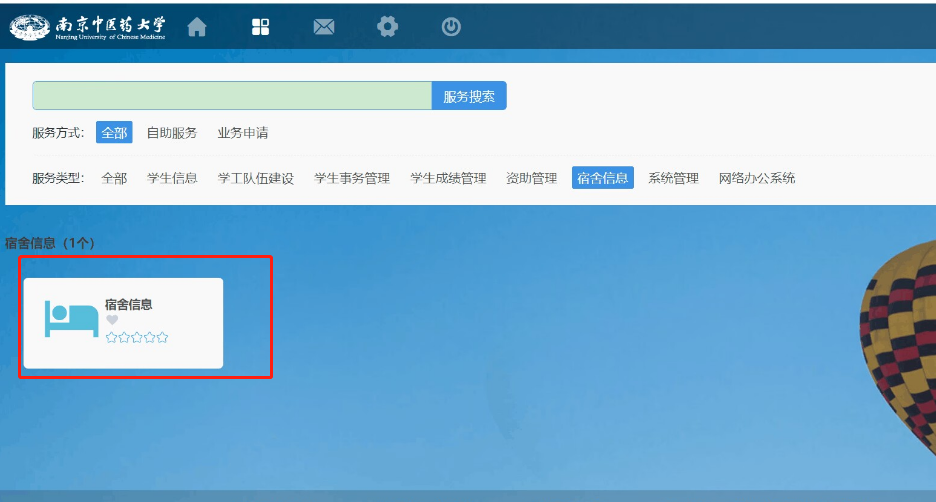 南京中医药大学
Nanjing University of Chinese Medicine
服务搜索
服务方式： 全部 自助服务 业务申请
服务类型： 全部 学生信息 学工队伍建设 学生事务管理 学生成绩管理 资助管理 宿舍信息 系统管理 网络办公系统
宿舍信息（1个）
宿舍信息